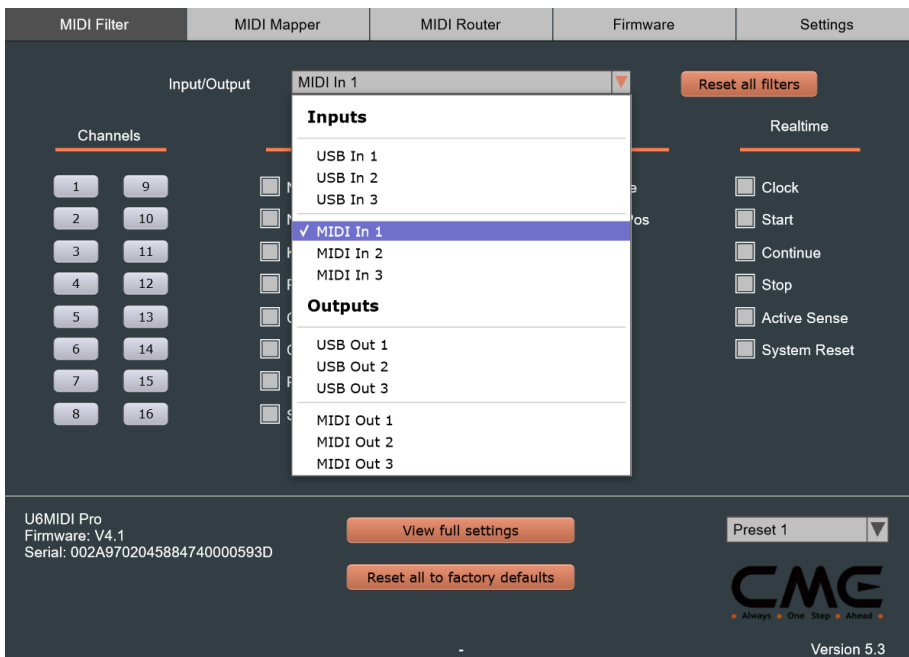 MIDI Filter MIDI Mapper MIDI Router Firmware Settings
Input/Output MIDI In 1 Reset all filters
Channels
Realtime
Inputs
USB In 1
USB In 2
USB In 3
MIDI In 1
MIDI In 2
MIDI In 3
Outputs
USB Out 1
USB Out 2
USB Out 3
MIDI Out 1
MIDI Out 2
MIDI Out 3
1 9
2 10
3 11
4 12
5 13
6 14
7 15
8 16
Clock
Start
Continue
Stop
Active Sense
System Reset
U6MIDI Pro
Firmware: V4.1
Serial: 002A9702045884740000593D
View full settings
Reset all to factory defaults
Preset 1
CME
Always One Step Ahead
-
Version 5.3